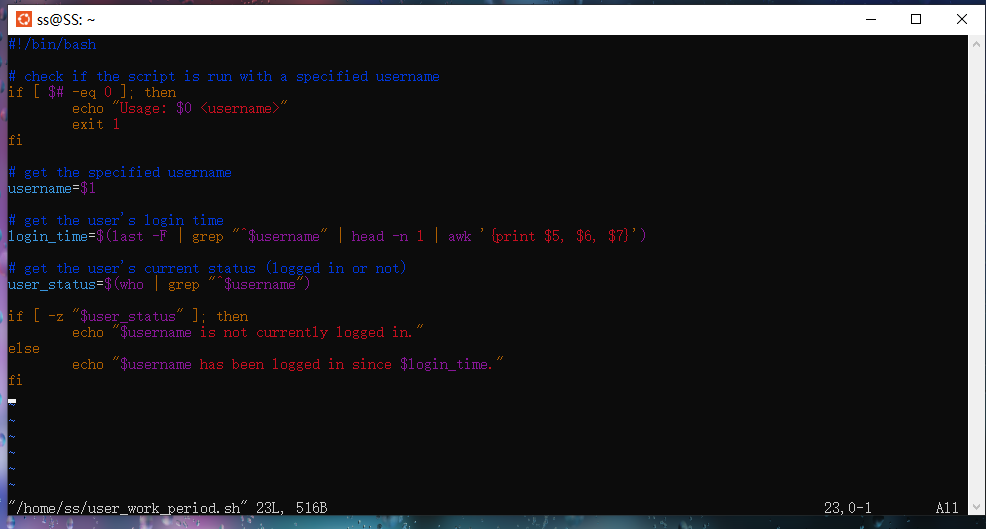 ss@SS: ~
#!/bin/bash
# check if the script is run with a specified username
if [ $# -eq 0 ]; then
        echo "Usage: $0 <username>"
        exit 1
fi
# get the specified username
username=$1
# get the user's login time
login_time=$(last -F | grep "^$username" | head -n 1 | awk '{print $5, $6, $7}')
# get the user's current status (logged in or not)
user_status=$(who | grep "^$username")
if [ -z "$user_status" ]; then
        echo "$username is not currently logged in."
else
        echo "$username has been logged in since $login_time."
fi
~
~
~
~
~
~
"/home/ss/user_work_period.sh" 23L, 516B 23,0-1 All